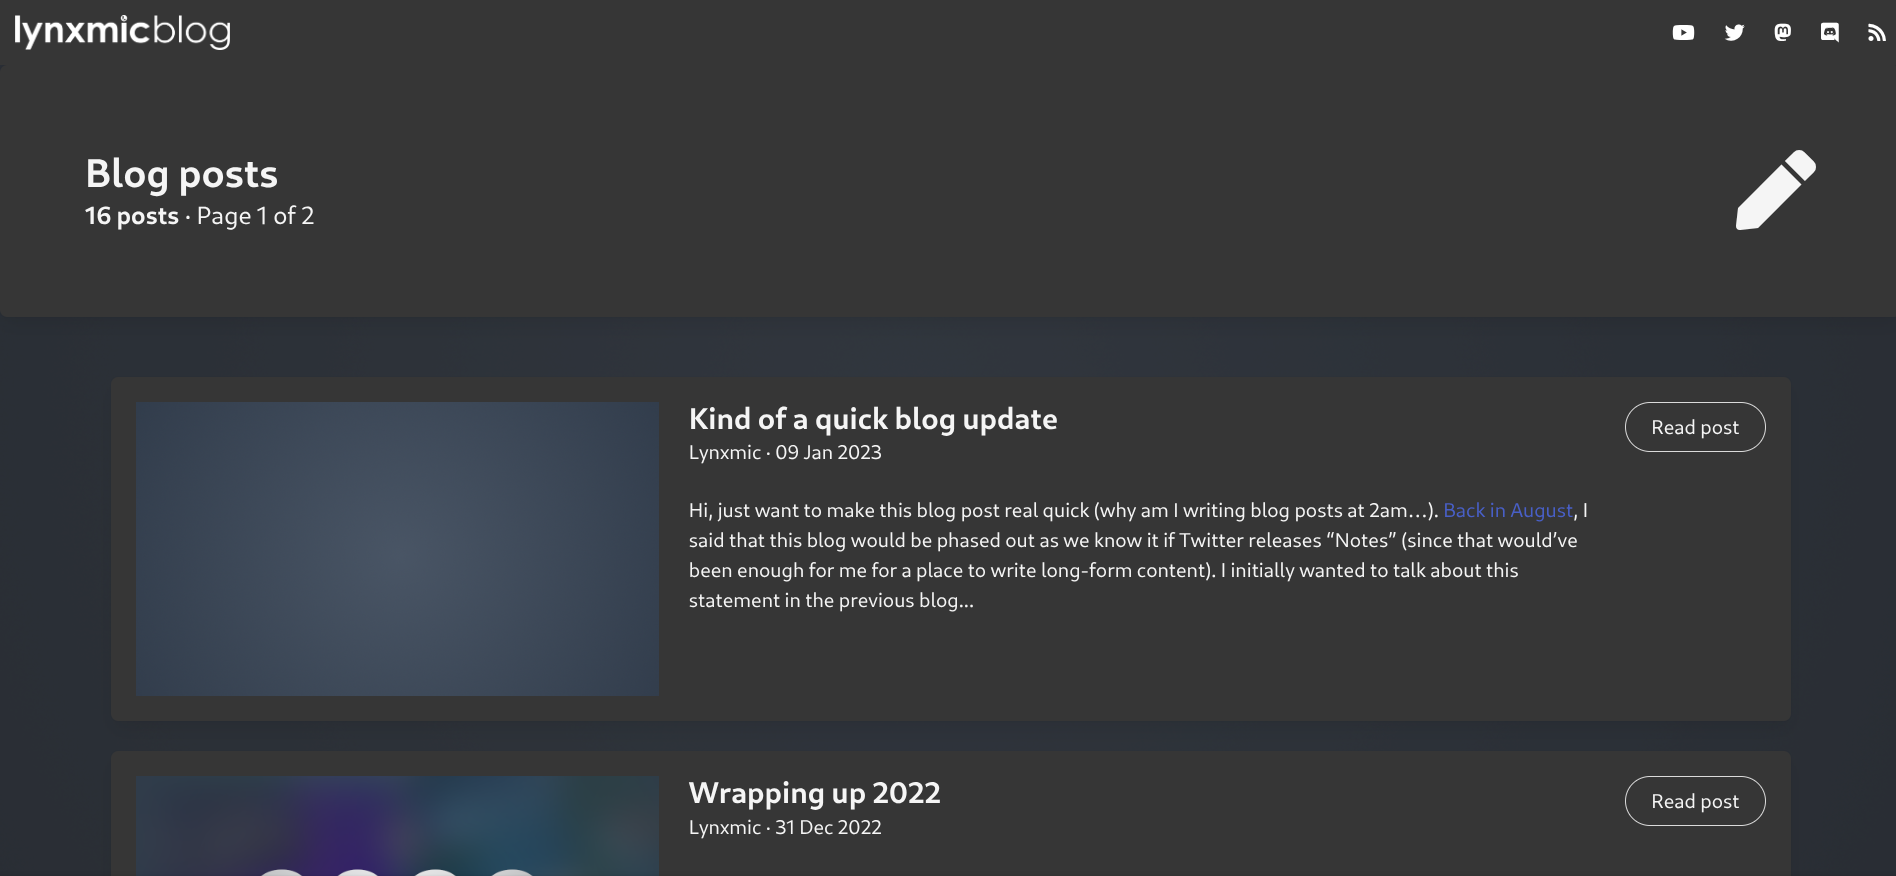 lynxmicblog
Blog posts
16 posts · Page 1 of 2
Kind of a quick blog update
Read post
Lynxmic · 09 Jan 2023
Hi, just want to make this blog post real quick (why am I writing blog posts at 2am…). Back in August, I
said that this blog would be phased out as we know it if Twitter releases “Notes” (since that would’ve
been enough for me for a place to write long-form content). I initially wanted to talk about this
statement in the previous blog...
Wrapping up 2022
Read post
Lynxmic · 31 Dec 2022